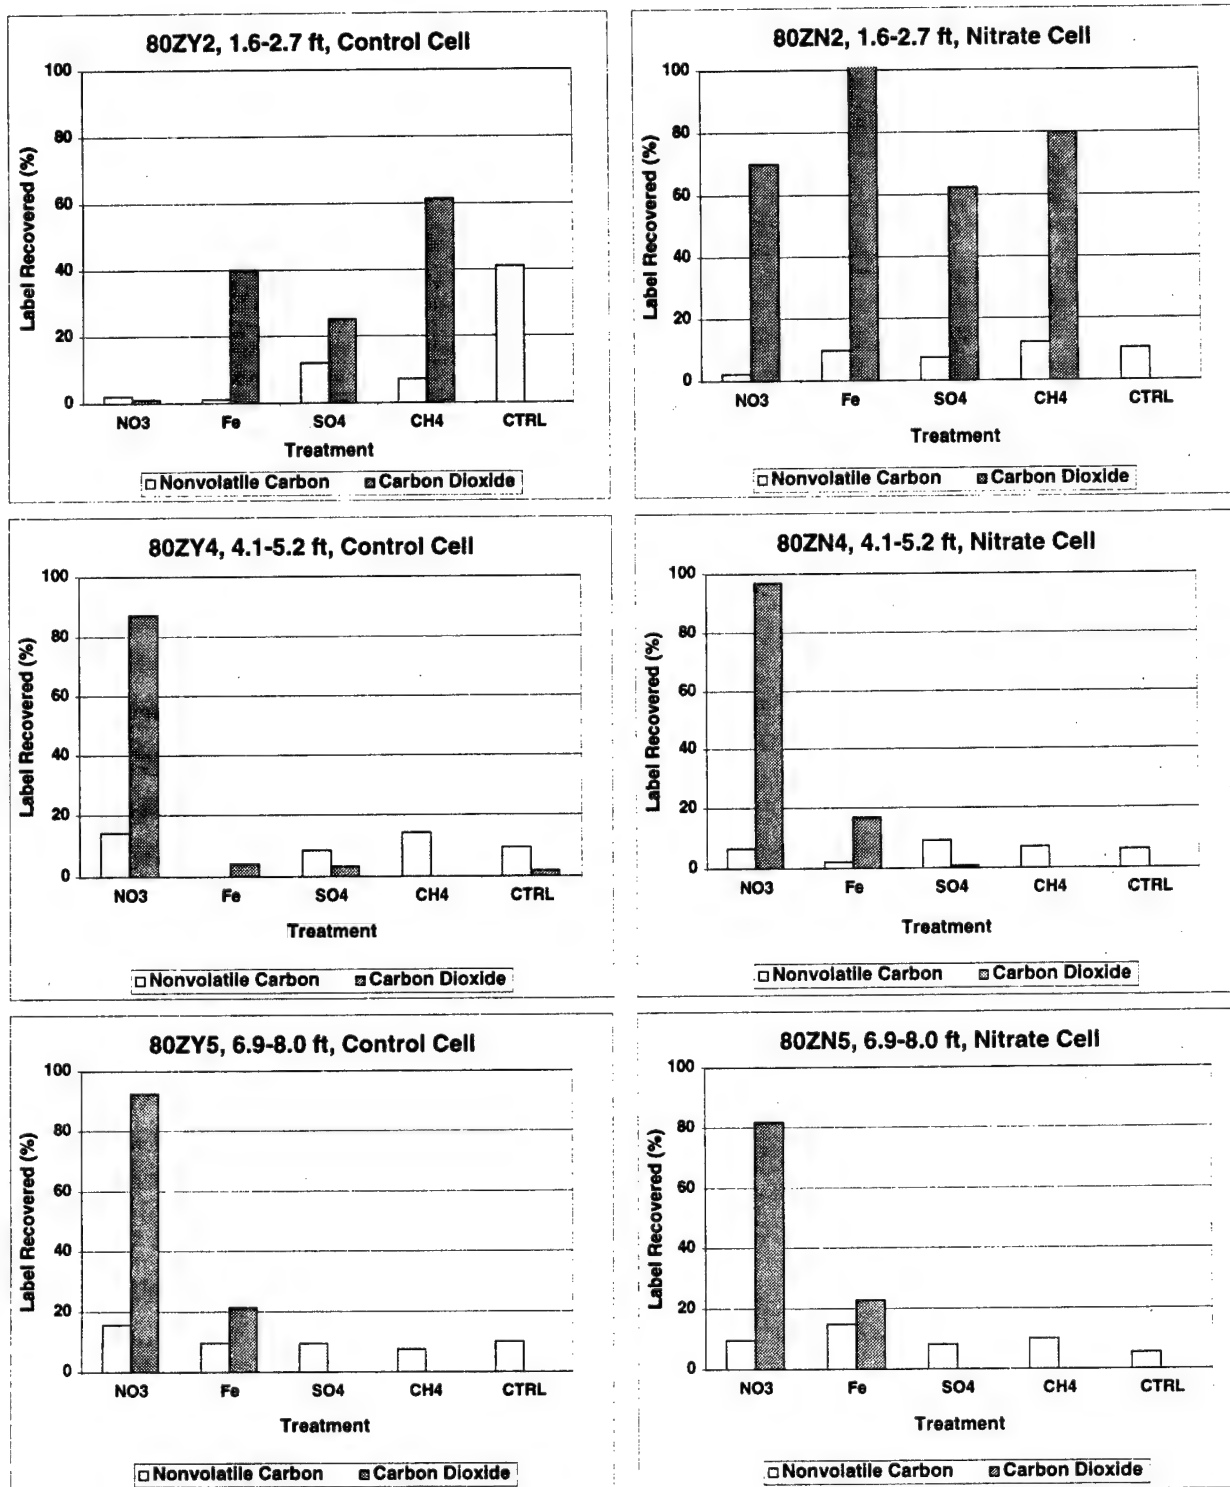 80ZY2, 1.6-2.7 ft, Control Cell
100
80
60
40
20
0
Label Recovered (%)
NO3 Fe SO4 CH4 CTRL
Treatment
Nonvolatile Carbon Carbon Dioxide
80ZN2, 1.6-2.7 ft, Nitrate Cell
100
80
60
40
20
0
Label Recovered (%)
NO3 Fe SO4 CH4 CTRL
Treatment
Nonvolatile Carbon Carbon Dioxide
80ZY4, 4.1-5.2 ft, Control Cell
100
80
60
40
20
0
Label Recovered (%)
NO3 Fe SO4 CH4 CTRL
Treatment
Nonvolatile Carbon Carbon Dioxide
80ZN4, 4.1-5.2 ft, Nitrate Cell
100
80
60
40
20
0
Label Recovered (%)
NO3 Fe SO4 CH4 CTRL
Treatment
Nonvolatile Carbon Carbon Dioxide
80ZY5, 6.9-8.0 ft, Control Cell
100
80
60
40
20
0
Label Recovered (%)
NO3 Fe SO4 CH4 CTRL
Treatment
Nonvolatile Carbon Carbon Dioxide
80ZN5, 6.9-8.0 ft, Nitrate Cell
100
80
60
40
20
0
Label Recovered (%)
NO3 Fe SO4 CH4 CTRL
Treatment
Nonvolatile Carbon Carbon Dioxide